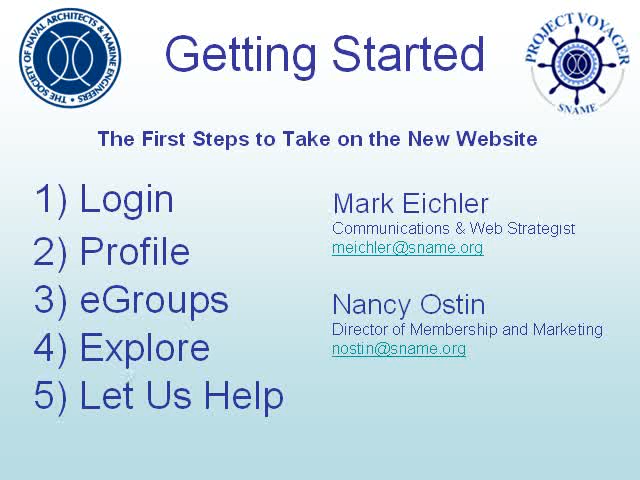 THE SOCIETY OF NAVAL ARCHITECTS & MARINE ENGINEERS
Getting Started
PROJECT VOYAGER
SNAME
The First Steps to Take on the New Website
1) Login
2) Profile
3) eGroups
4) Explore
5) Let Us Help
Mark Eichler
Communications & Web Strategist
meichler@sname.org
Nancy Ostin
Director of Membership and Marketing
nostin@sname.org